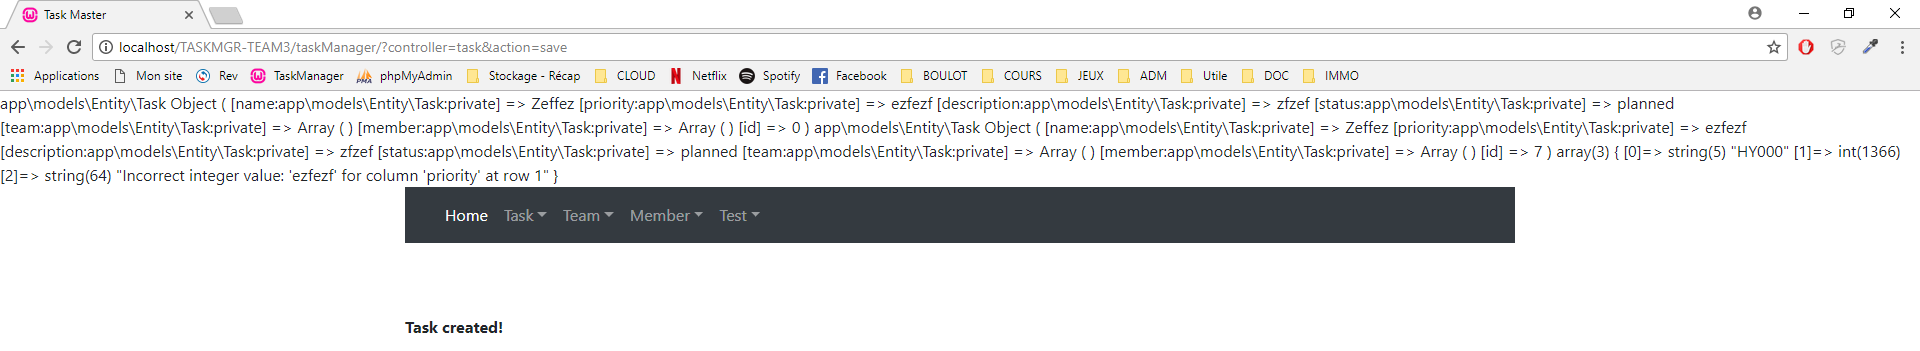 Task Master
localhost/TASKMGR-TEAM3/taskManager/?controller=task&action=save
Applications Mon site Rev TaskManager phpMyAdmin Stockage - Récap CLOUD Netflix Spotify Facebook BOULOT COURS JEUX ADM Utile DOC IMMO
app\models\Entity\Task Object ( [name:app\models\Entity\Task:private] => Zeffez [priority:app\models\Entity\Task:private] => ezfezf [description:app\models\Entity\Task:private] => zfzef [status:app\models\Entity\Task:private] => planned
[team:app\models\Entity\Task:private] => Array ( ) [member:app\models\Entity\Task:private] => Array ( ) [id] => 0 ) app\models\Entity\Task Object ( [name:app\models\Entity\Task:private] => Zeffez [priority:app\models\Entity\Task:private] => ezfezf
[description:app\models\Entity\Task:private] => zfzef [status:app\models\Entity\Task:private] => planned [team:app\models\Entity\Task:private] => Array ( ) [member:app\models\Entity\Task:private] => Array ( ) [id] => 7 ) array(3) { [0]=> string(5) "HY000" [1]=> int(1366)
[2]=> string(64) "Incorrect integer value: 'ezfezf' for column 'priority' at row 1" }
Home Task Team Member Test
Task created!